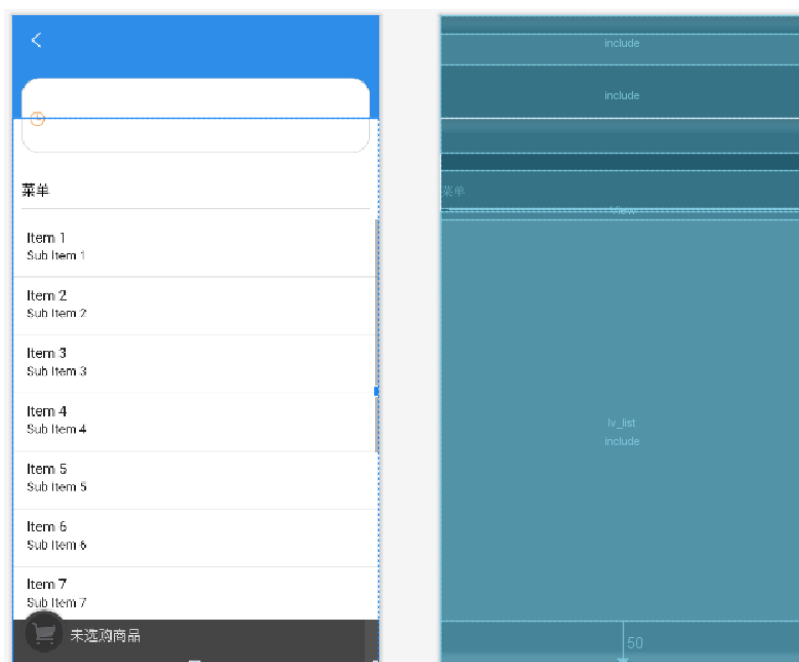 菜单
Item 1
Sub Item 1
Item 2
Sub Item 2
Item 3
Sub Item 3
Item 4
Sub Item 4
Item 5
Sub Item 5
Item 6
Sub Item 6
Item 7
Sub Item 7
未选购商品
include
include
菜单
View
lv_list
include
50